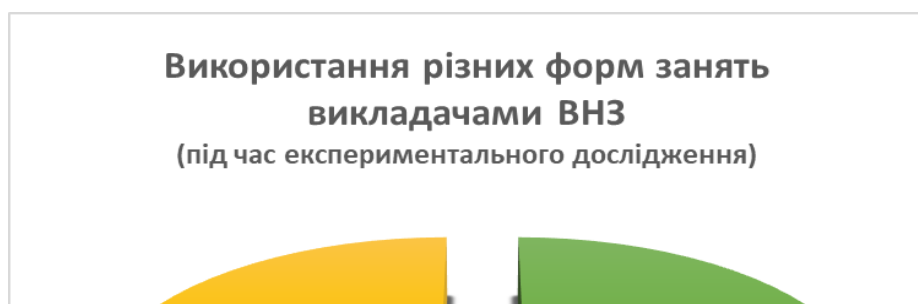 Використання різних форм занять
викладачами ВНЗ
(під час експериментального дослідження)